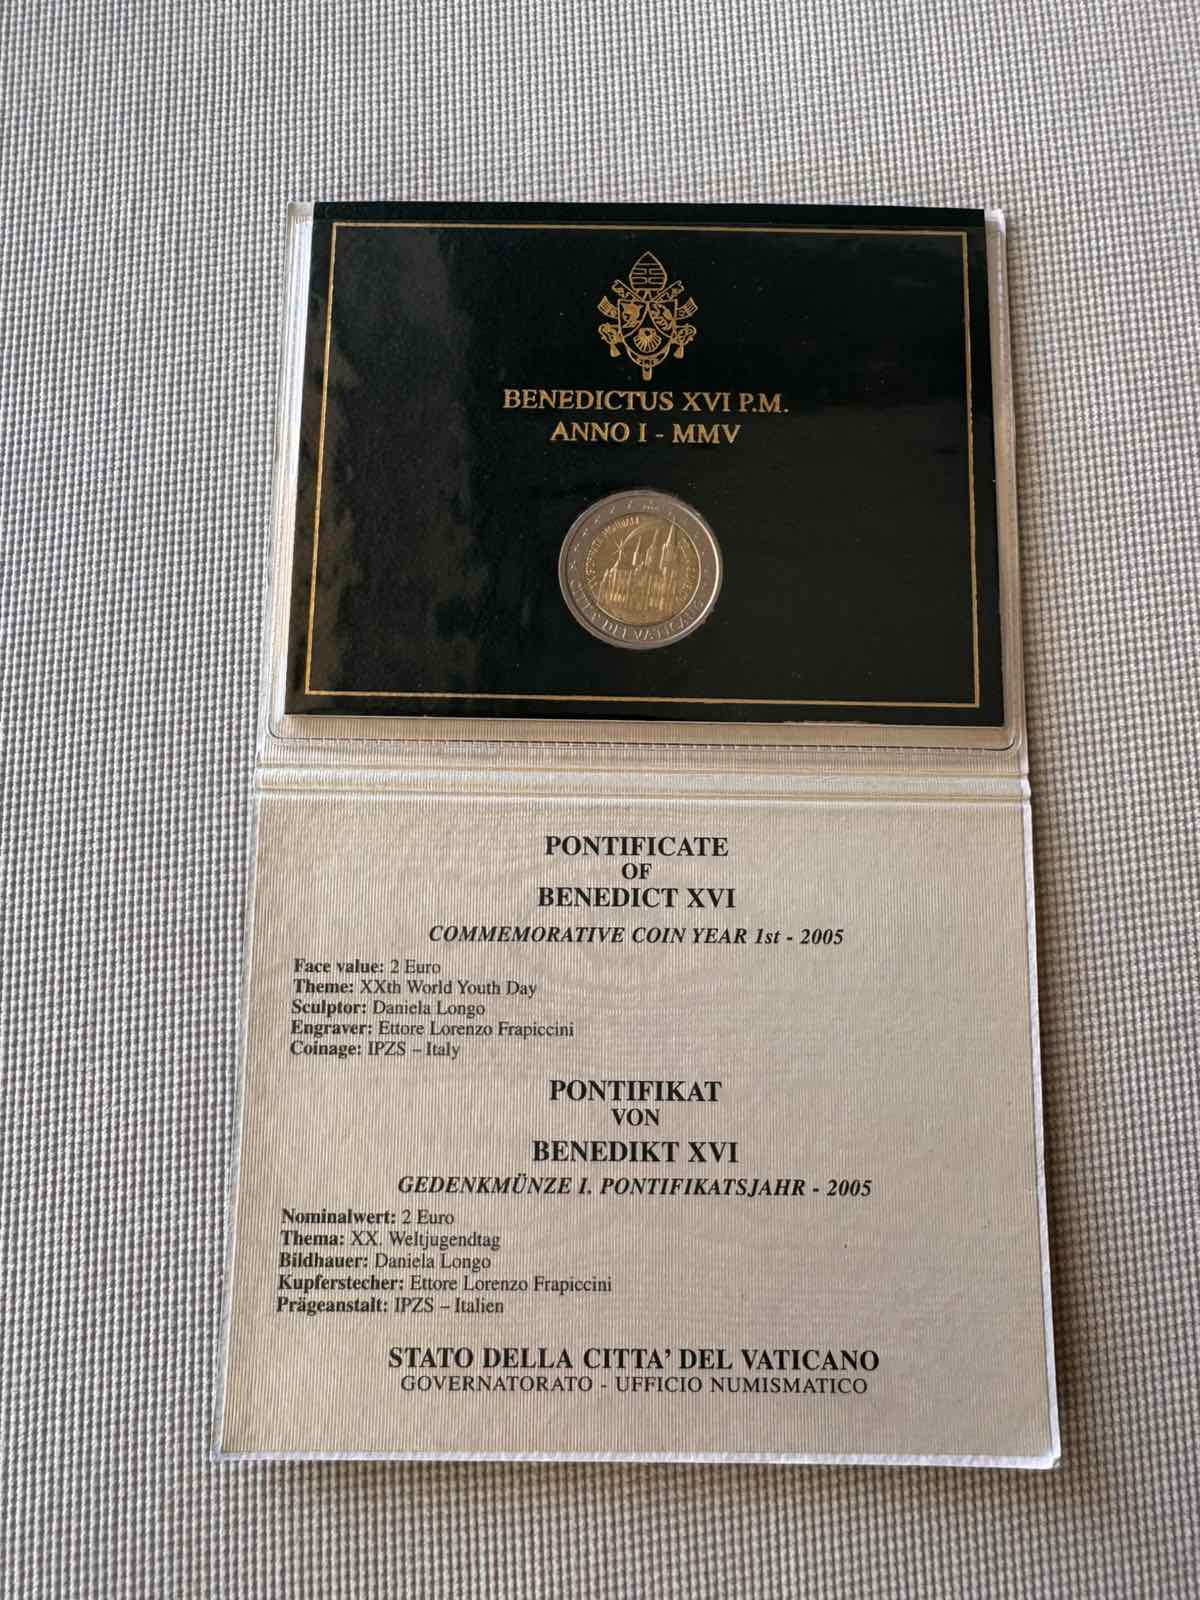 BENEDICTUS XVI P.M.
ANNO I - MMV
XX GIORNATA MONDIALE
CITTA' DEL VATICANO
PONTIFICATE
OF
BENEDICT XVI
COMMEMORATIVE COIN YEAR 1st - 2005
Face value: 2 Euro
Theme: XXth World Youth Day
Sculptor: Daniela Longo
Engraver: Ettore Lorenzo Frapiccini
Coinage: IPZS – Italy
PONTIFIKAT
VON
BENEDIKT XVI
GEDENKMÜNZE I. PONTIFIKATSJAHR - 2005
Nominalwert: 2 Euro
Thema: XX. Weltjugendtag
Bildhauer: Daniela Longo
Kupferstecher: Ettore Lorenzo Frapiccini
Prägeanstalt: IPZS – Italien
STATO DELLA CITTA' DEL VATICANO
GOVERNATORATO - UFFICIO NUMISMATICO